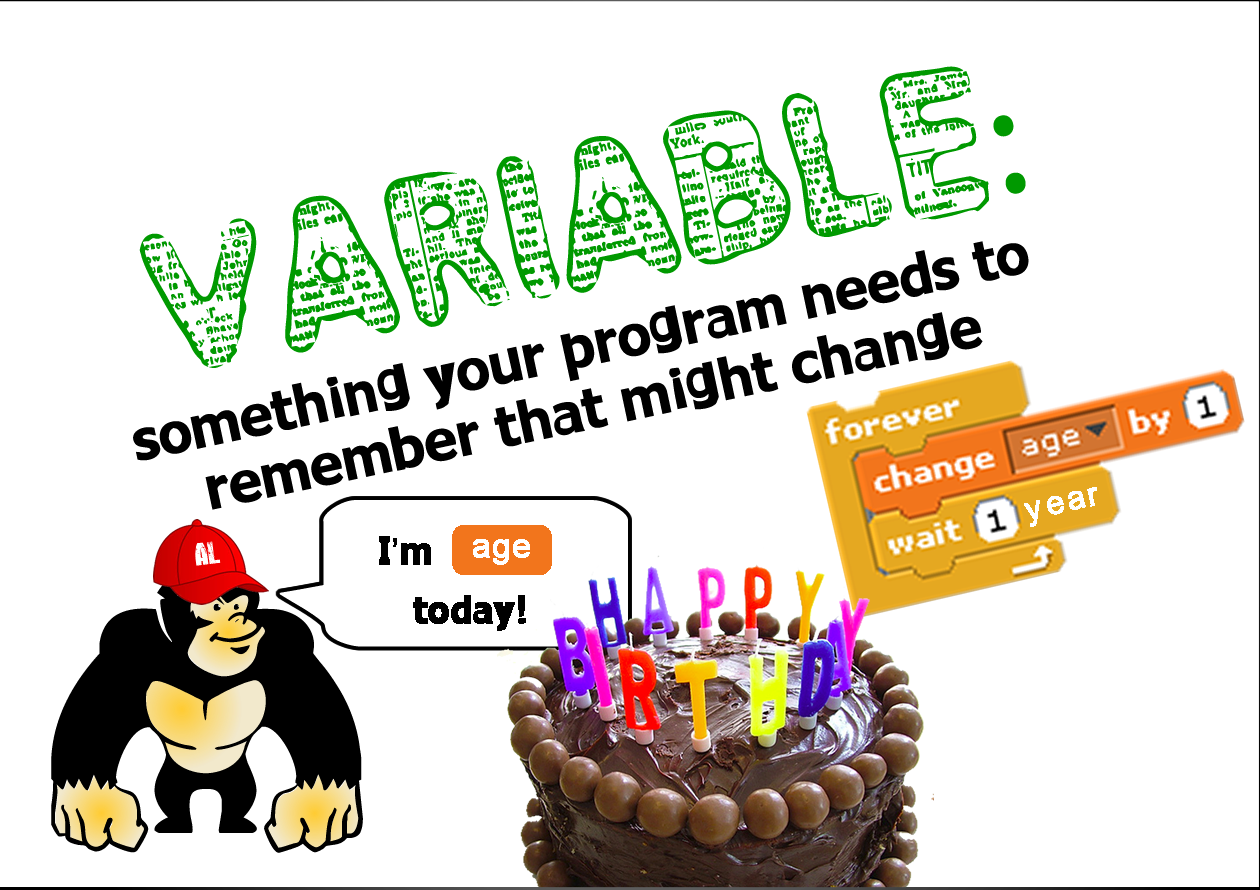 VARIABLE:
something your program needs to
remember that might change
forever
change age by 1
wait 1 year
AL
I'm age
today!
HAPPY
BIRTHDAY